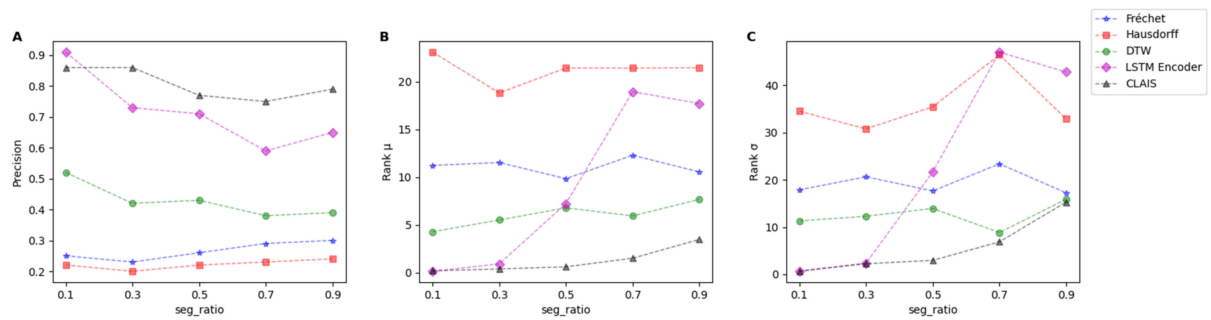 A
Precision
0.9
0.8
0.7
0.6
0.5
0.4
0.3
0.2
0.1 0.3 0.5 0.7 0.9
seg_ratio
B
Rank μ
20
15
10
5
0
0.1 0.3 0.5 0.7 0.9
seg_ratio
C
Rank σ
40
30
20
10
0
0.1 0.3 0.5 0.7 0.9
seg_ratio
Fréchet
Hausdorff
DTW
LSTM Encoder
CLAIS